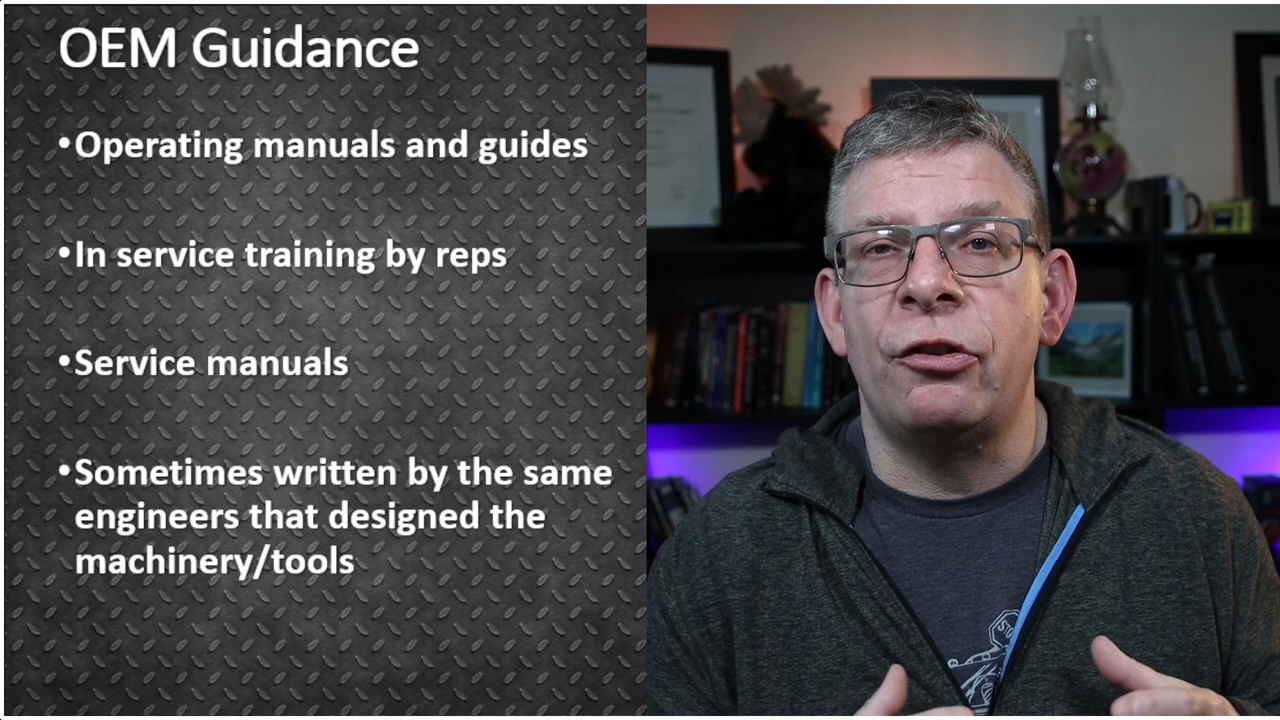 OEM Guidance
•Operating manuals and guides
•In service training by reps
•Service manuals
•Sometimes written by the same
engineers that designed the
machinery/tools